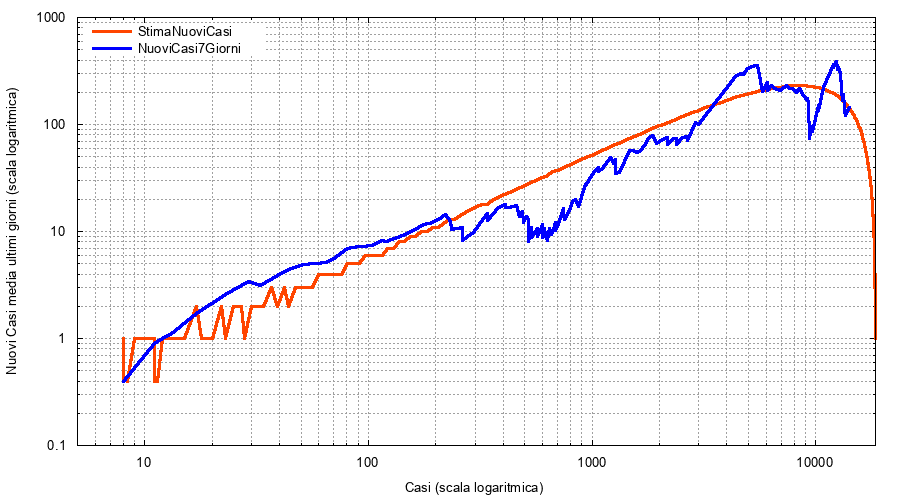 1000
StimaNuoviCasi
NuoviCasi7Giorni
100
10
1
0.1
Nuovi Casi media ultimi giorni (scala logaritmica)
10
100
1000
10000
Casi (scala logaritmica)